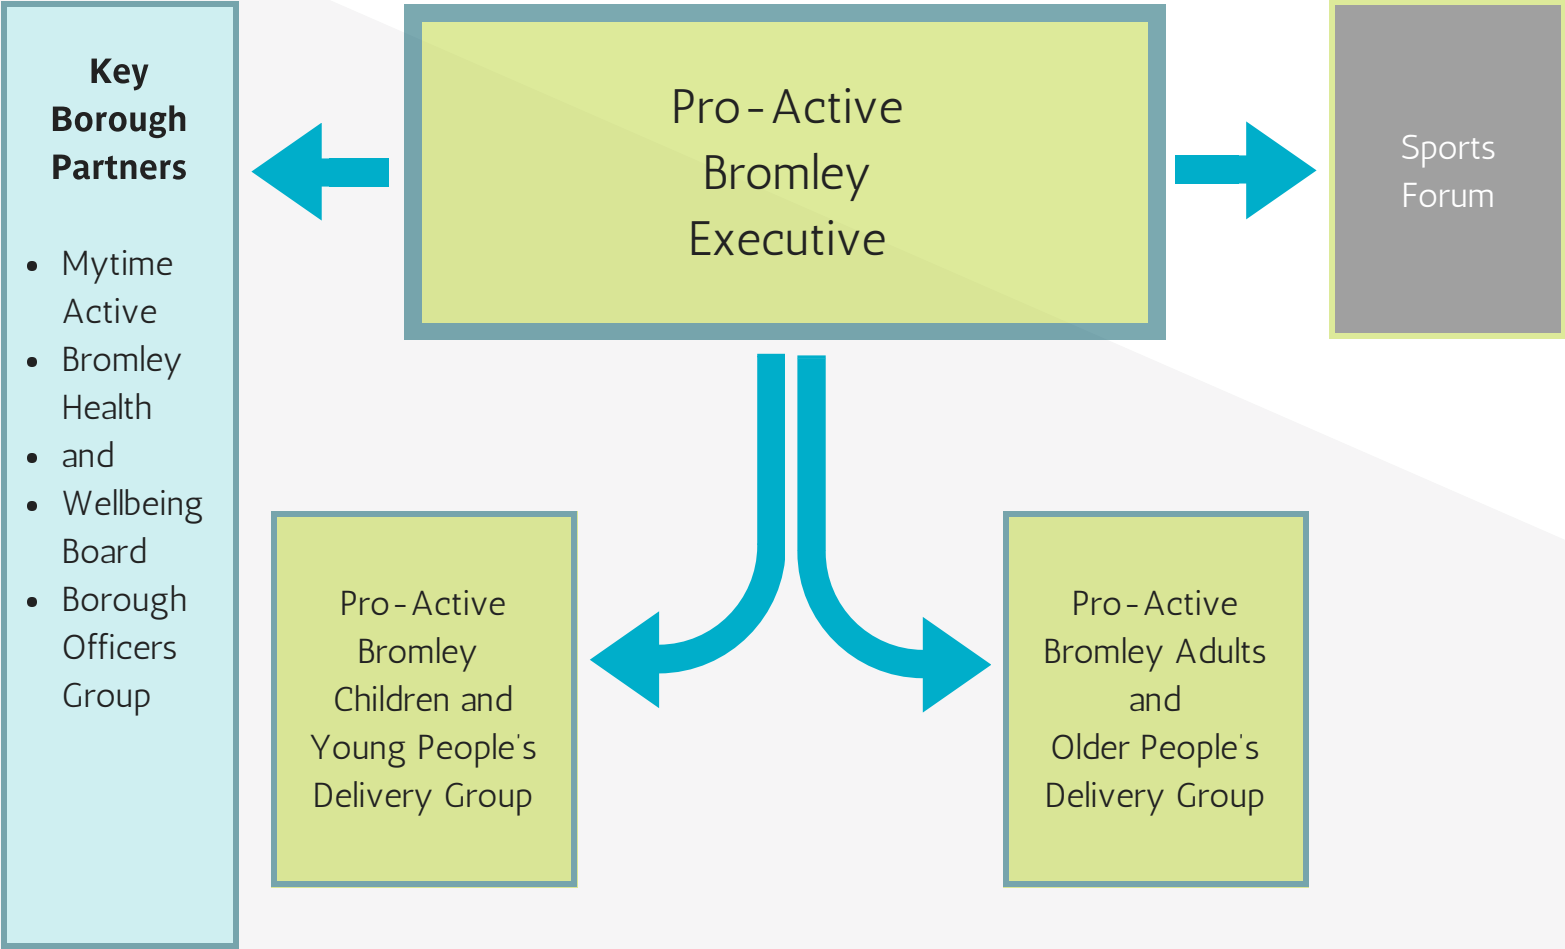 Key
Borough
Partners
• Mytime
Active
• Bromley
Health
• and
• Wellbeing
Board
• Borough
Officers
Group
Pro-Active
Bromley
Executive
Sports
Forum
Pro-Active
Bromley
Children and
Young People's
Delivery Group
Pro-Active
Bromley Adults
and
Older People's
Delivery Group